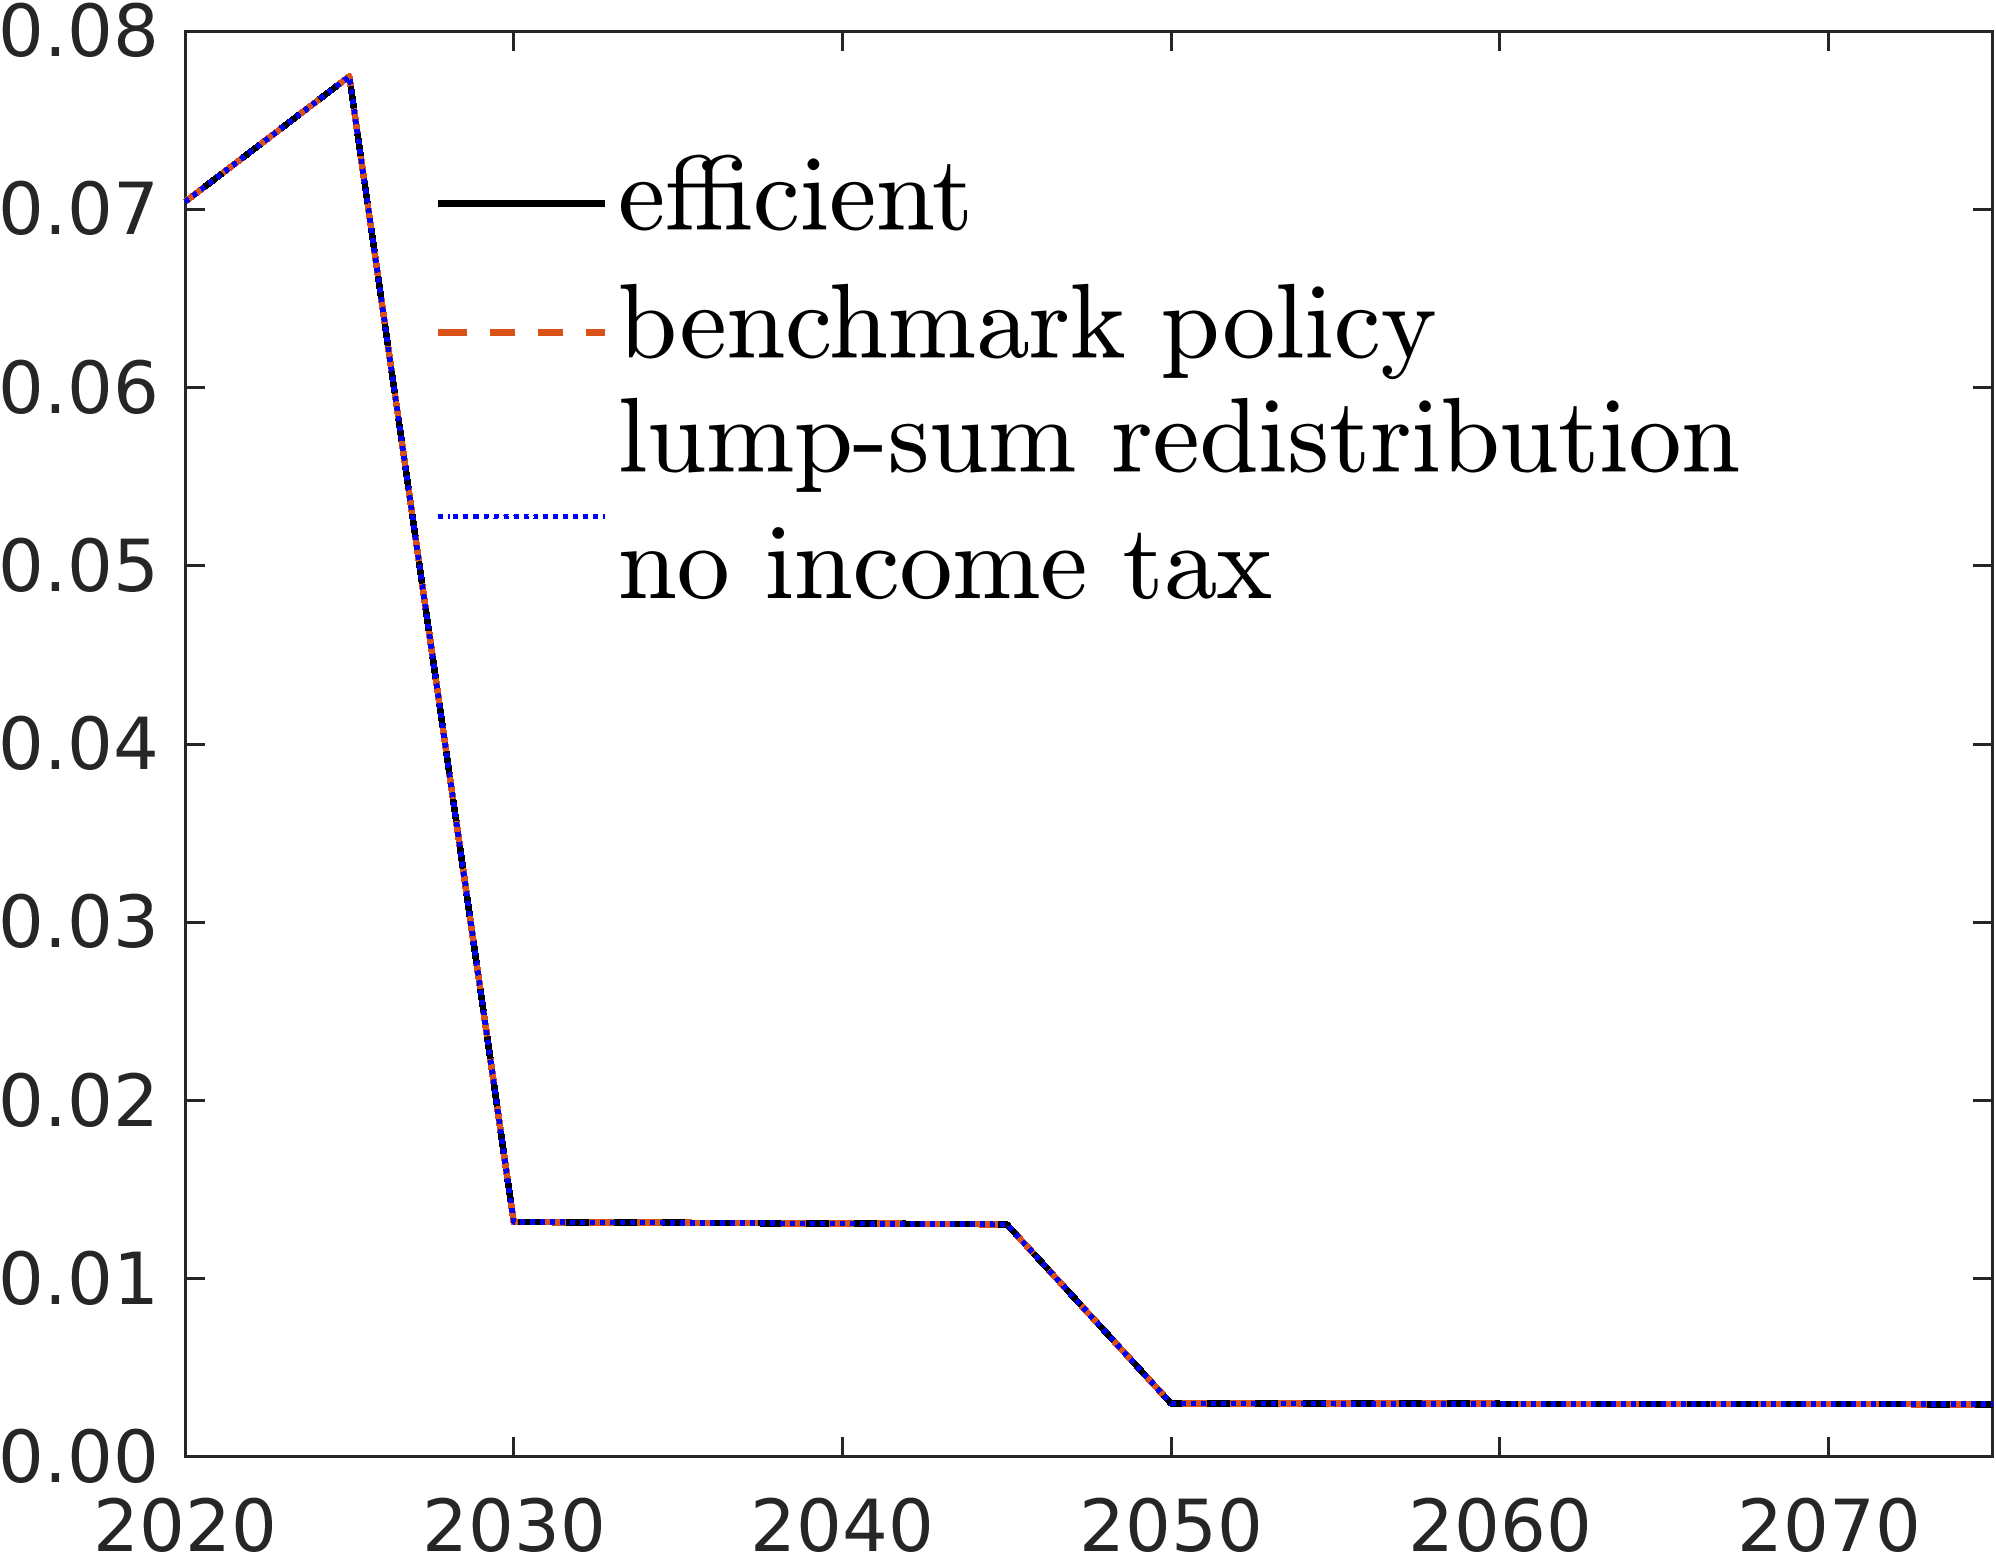 0.08
0.07
0.06
0.05
0.04
0.03
0.02
0.01
0.00
efficient
benchmark policy
lump-sum redistribution
no income tax
2020 2030 2040 2050 2060 2070